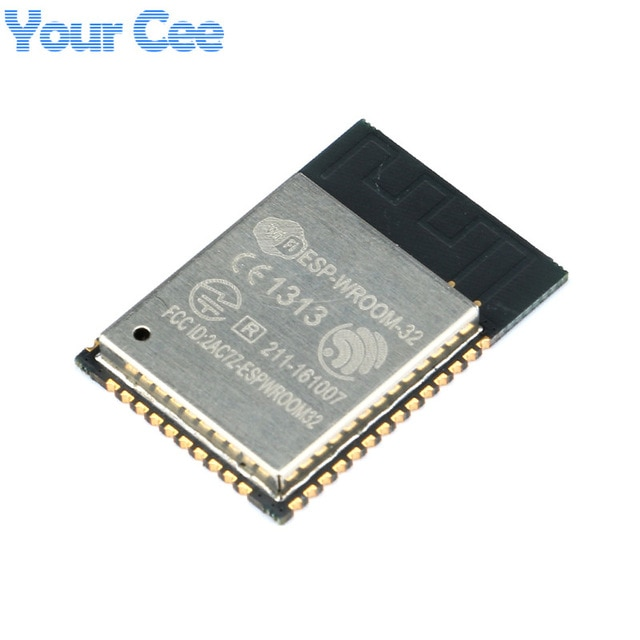 Your Cee
ESP-WROOM-32
CE1313
R 211-161007
FCC ID:2AC7Z-ESPWROOM32